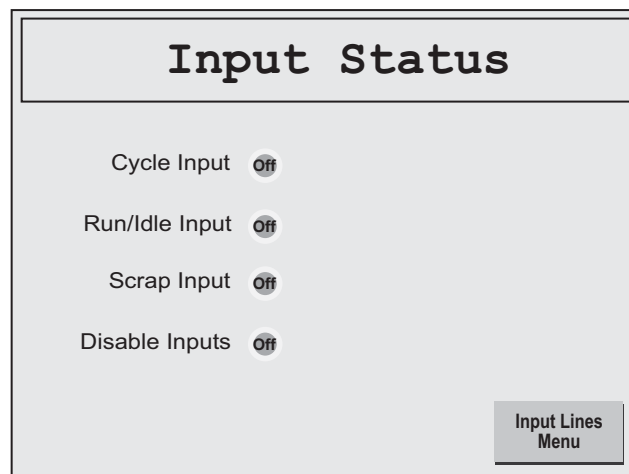 Input Status
Cycle Input Off
Run/Idle Input Off
Scrap Input Off
Disable Inputs Off
Input Lines
Menu